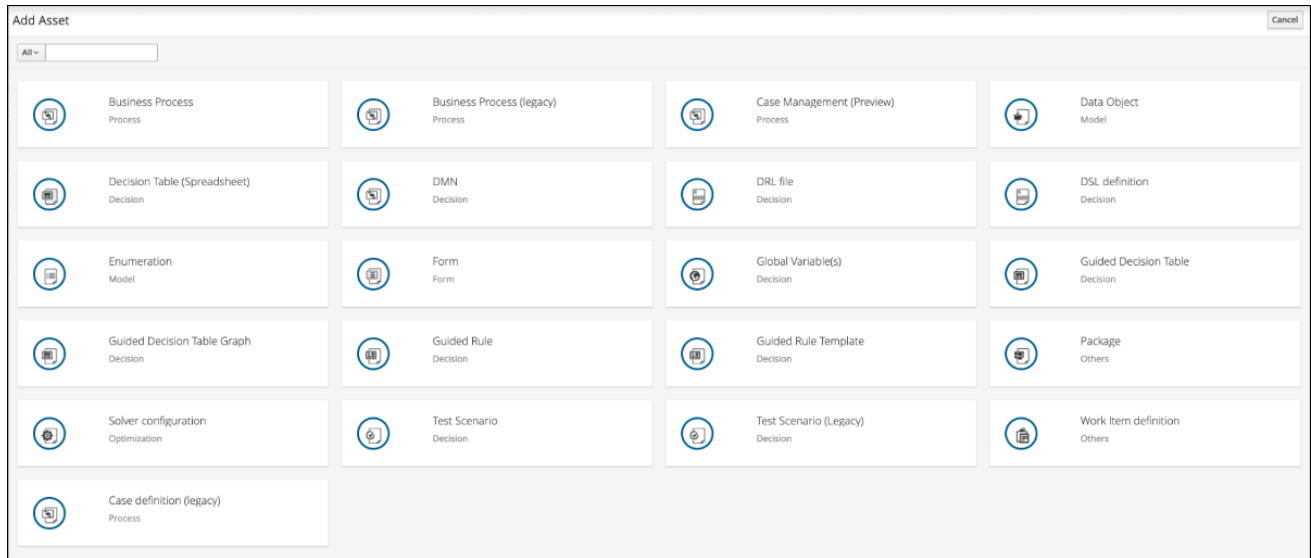 Add Asset
Cancel
All
Business Process
Process
Business Process (legacy)
Process
Case Management (Preview)
Process
Data Object
Model
Decision Table (Spreadsheet)
Decision
DMN
Decision
DRL file
Decision
DSL definition
Decision
Enumeration
Model
Form
Form
Global Variable(s)
Decision
Guided Decision Table
Decision
Guided Decision Table Graph
Decision
Guided Rule
Decision
Guided Rule Template
Decision
Package
Others
Solver configuration
Optimization
Test Scenario
Decision
Test Scenario (Legacy)
Decision
Work Item definition
Others
Case definition (legacy)
Process